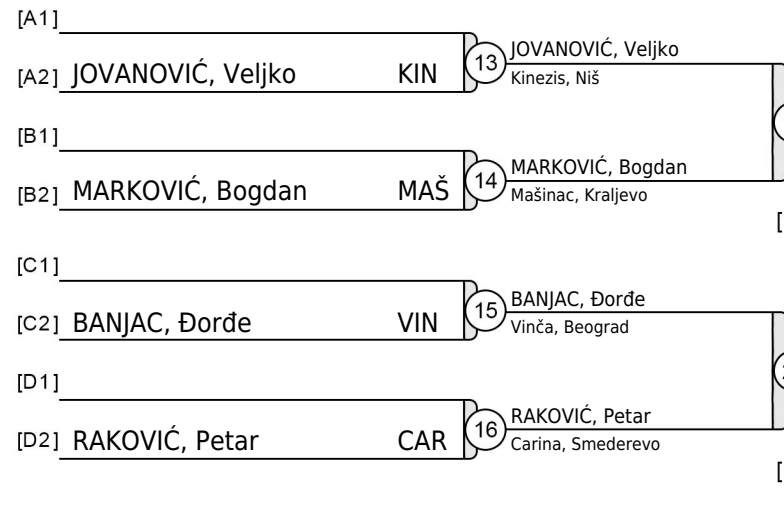 [A1]
[A2] JOVANOVIĆ, Veljko KIN
13
JOVANOVIĆ, Veljko
Kinezis, Niš
[B1]
[B2] MARKOVIĆ, Bogdan MAŠ
14
MARKOVIĆ, Bogdan
Mašinac, Kraljevo
[
[C1]
[C2] BANJAC, Đorđe VIN
15
BANJAC, Đorđe
Vinča, Beograd
[D1]
[D2] RAKOVIĆ, Petar CAR
16
RAKOVIĆ, Petar
Carina, Smederevo
[